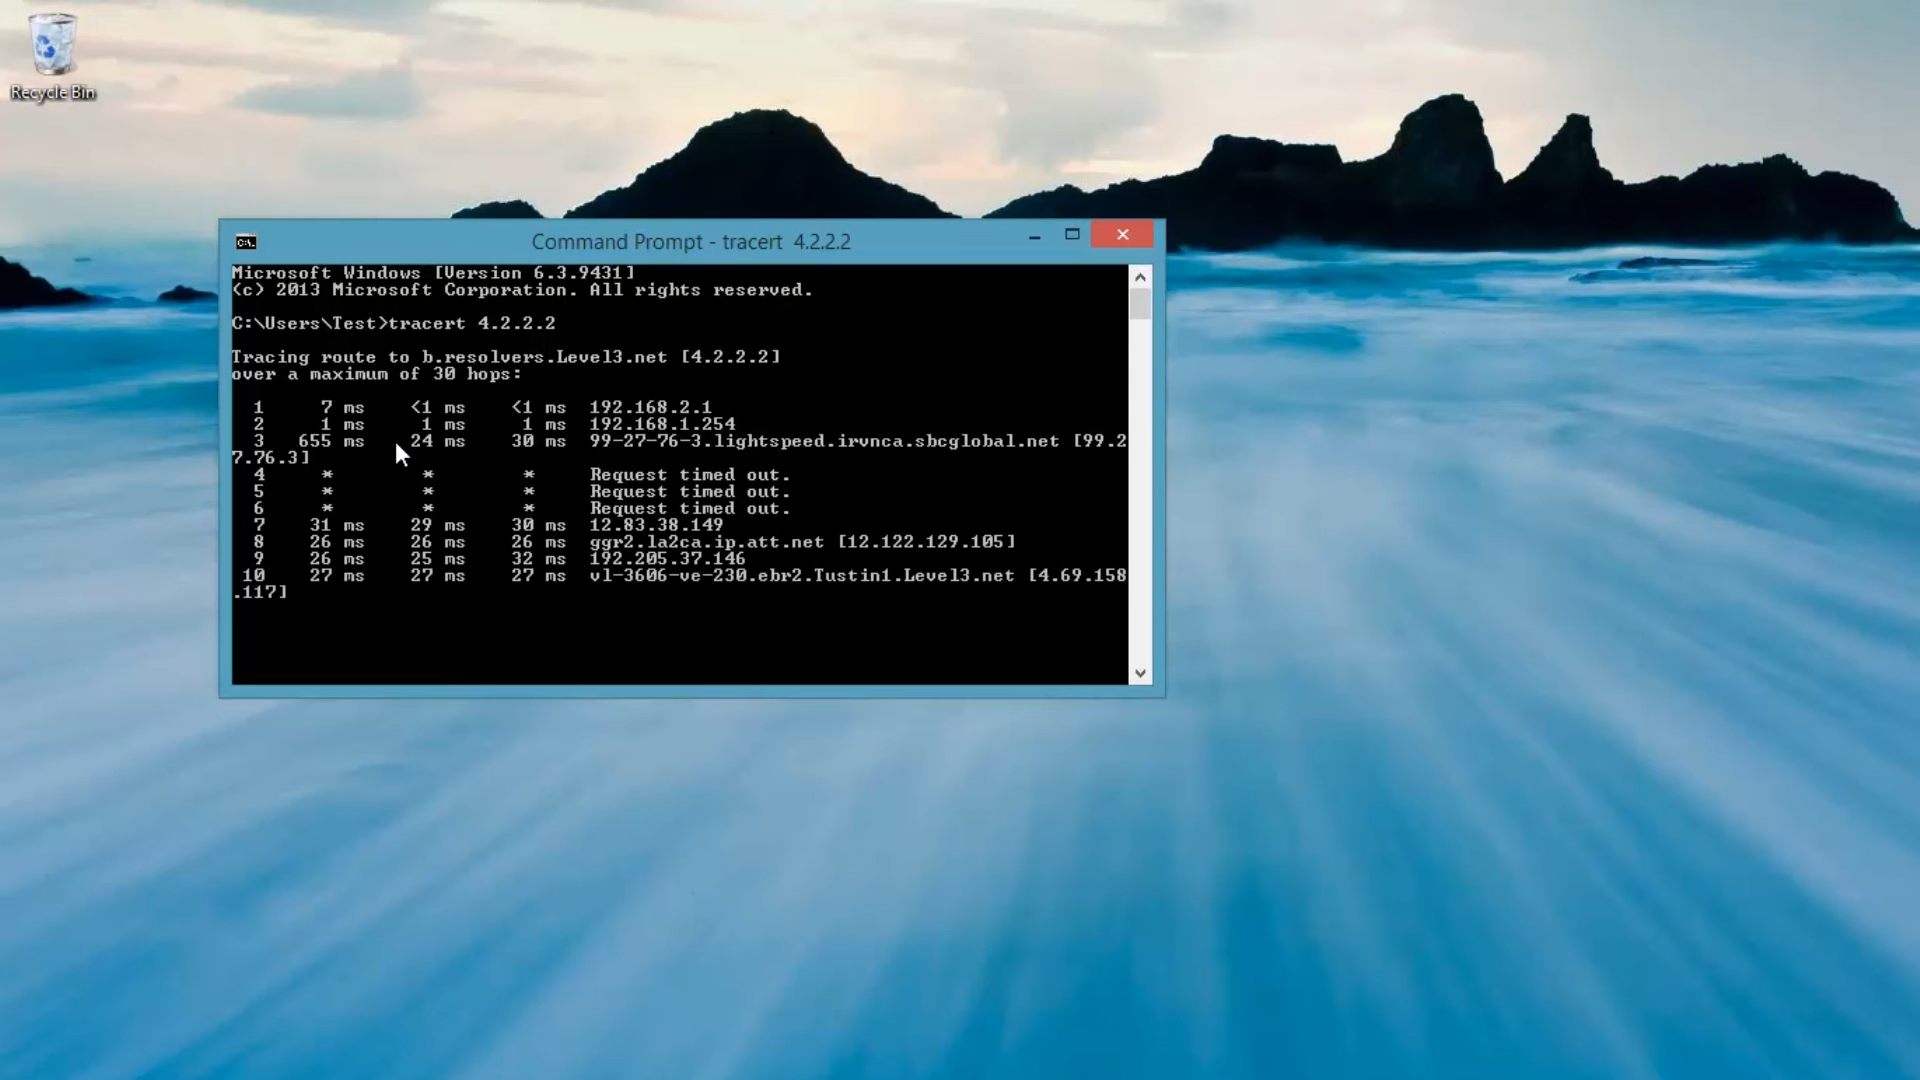 Recycle Bin
Command Prompt - tracert  4.2.2.2
Microsoft Windows [Version 6.3.9431]
(c) 2013 Microsoft Corporation. All rights reserved.
C:\Users\Test>tracert 4.2.2.2
Tracing route to b.resolvers.Level3.net [4.2.2.2]
over a maximum of 30 hops:
  1     7 ms    <1 ms    <1 ms  192.168.2.1
  2     1 ms     1 ms     1 ms  192.168.1.254
  3   655 ms    24 ms    30 ms  99-27-76-3.lightspeed.irvnca.sbcglobal.net [99.2
7.76.3]
  4     *        *        *     Request timed out.
  5     *        *        *     Request timed out.
  6     *        *        *     Request timed out.
  7    31 ms    29 ms    30 ms  12.83.38.149
  8    26 ms    26 ms    26 ms  ggr2.la2ca.ip.att.net [12.122.129.105]
  9    26 ms    25 ms    32 ms  192.205.37.146
 10    27 ms    27 ms    27 ms  vl-3606-ve-230.ebr2.Tustin1.Level3.net [4.69.158
.117]